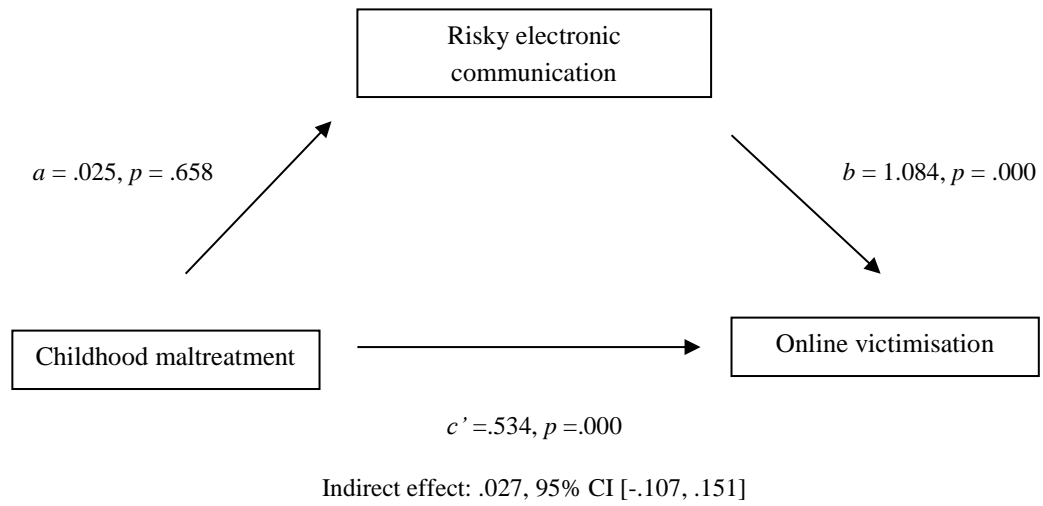 Risky electronic
communication
a = .025, p = .658
b = 1.084, p = .000
Childhood maltreatment
Online victimisation
c’ =.534, p =.000
Indirect effect: .027, 95% CI [-.107, .151]